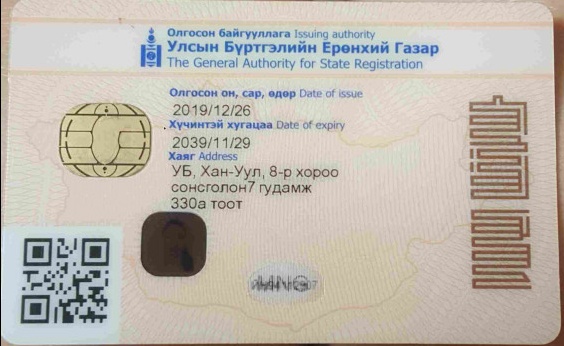 Олгосон байгууллага Issuing authority
Улсын Бүртгэлийн Ерөнхий Газар
The General Authority for State Registration
Олгосон он, сар, өдөр Date of issue
2019/12/26
Хүчинтэй хугацаа Date of expiry
2039/11/29
Хаяг Address
УБ, Хан-Уул, 8-р хороо
сонсголон7 гудамж
330а тоот